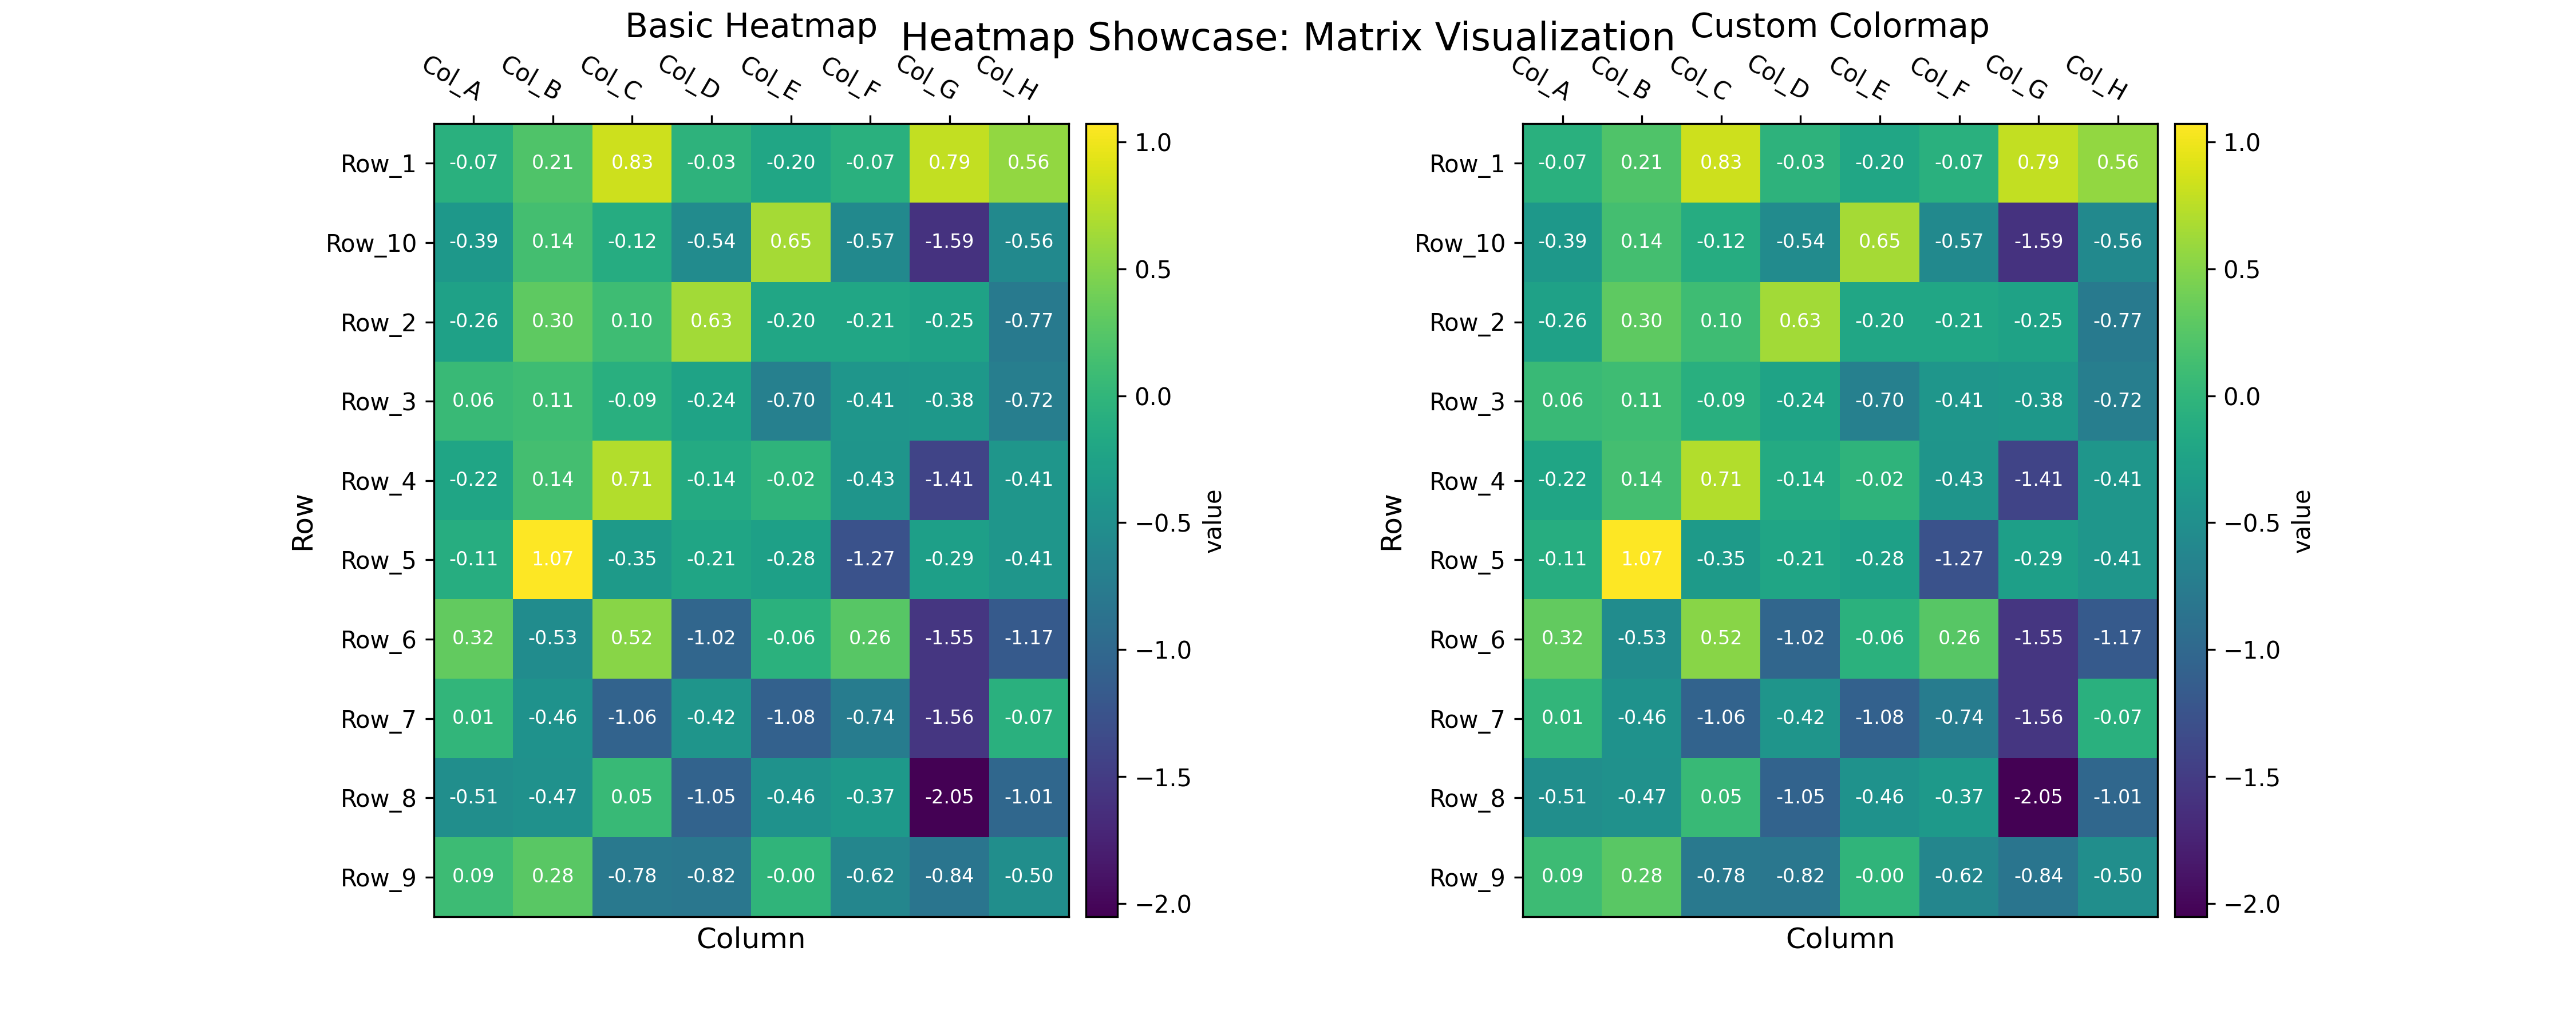 Heatmap Showcase: Matrix Visualization
Basic Heatmap
Col_A Col_B Col_C Col_D Col_E Col_F Col_G Col_H
Row_1 -0.07 0.21 0.83 -0.03 -0.20 -0.07 0.79 0.56
Row_10 -0.39 0.14 -0.12 -0.54 0.65 -0.57 -1.59 -0.56
Row_2 -0.26 0.30 0.10 0.63 -0.20 -0.21 -0.25 -0.77
Row_3 0.06 0.11 -0.09 -0.24 -0.70 -0.41 -0.38 -0.72
Row_4 -0.22 0.14 0.71 -0.14 -0.02 -0.43 -1.41 -0.41
Row_5 -0.11 1.07 -0.35 -0.21 -0.28 -1.27 -0.29 -0.41
Row_6 0.32 -0.53 0.52 -1.02 -0.06 0.26 -1.55 -1.17
Row_7 0.01 -0.46 -1.06 -0.42 -1.08 -0.74 -1.56 -0.07
Row_8 -0.51 -0.47 0.05 -1.05 -0.46 -0.37 -2.05 -1.01
Row_9 0.09 0.28 -0.78 -0.82 -0.00 -0.62 -0.84 -0.50
Row
Column
1.0
0.5
0.0
−0.5
−1.0
−1.5
−2.0
value
Custom Colormap
Col_A Col_B Col_C Col_D Col_E Col_F Col_G Col_H
Row_1 -0.07 0.21 0.83 -0.03 -0.20 -0.07 0.79 0.56
Row_10 -0.39 0.14 -0.12 -0.54 0.65 -0.57 -1.59 -0.56
Row_2 -0.26 0.30 0.10 0.63 -0.20 -0.21 -0.25 -0.77
Row_3 0.06 0.11 -0.09 -0.24 -0.70 -0.41 -0.38 -0.72
Row_4 -0.22 0.14 0.71 -0.14 -0.02 -0.43 -1.41 -0.41
Row_5 -0.11 1.07 -0.35 -0.21 -0.28 -1.27 -0.29 -0.41
Row_6 0.32 -0.53 0.52 -1.02 -0.06 0.26 -1.55 -1.17
Row_7 0.01 -0.46 -1.06 -0.42 -1.08 -0.74 -1.56 -0.07
Row_8 -0.51 -0.47 0.05 -1.05 -0.46 -0.37 -2.05 -1.01
Row_9 0.09 0.28 -0.78 -0.82 -0.00 -0.62 -0.84 -0.50
Row
Column
1.0
0.5
0.0
−0.5
−1.0
−1.5
−2.0
value